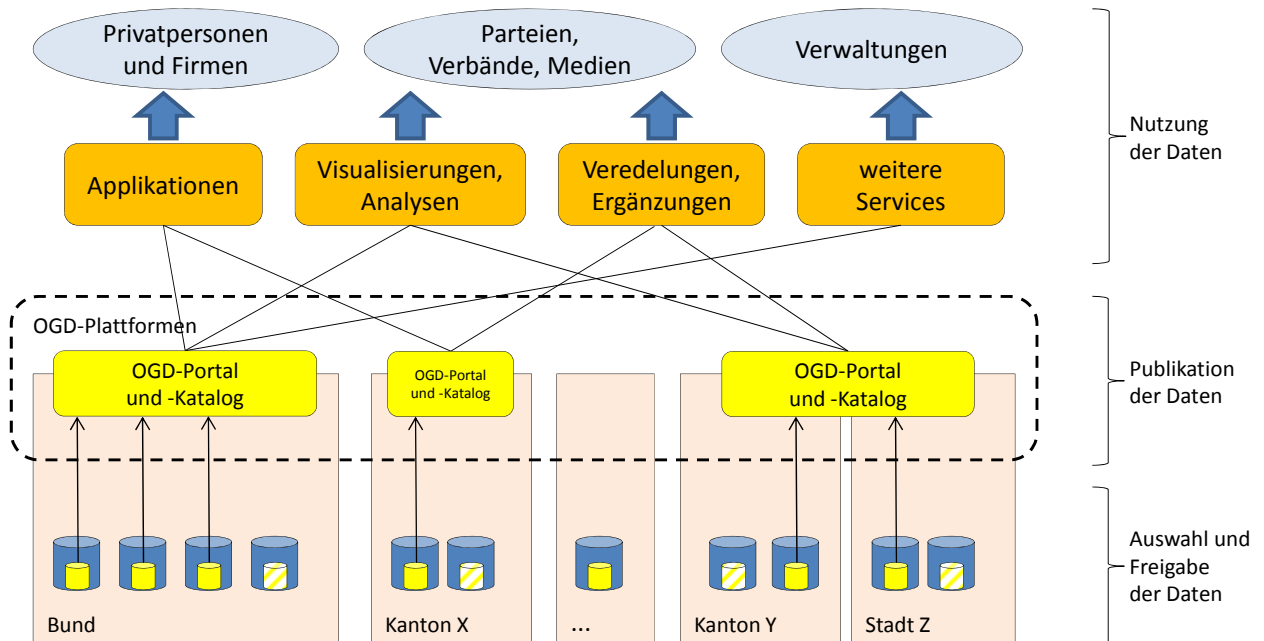 Privatpersonen
und Firmen
Parteien,
Verbände, Medien
Verwaltungen
Nutzung
der Daten
Applikationen
Visualisierungen,
Analysen
Veredelungen,
Ergänzungen
weitere
Services
OGD-Plattformen
OGD-Portal
und -Katalog
OGD-Portal
und -Katalog
OGD-Portal
und -Katalog
Publikation
der Daten
Auswahl und
Freigabe
der Daten
Bund
Kanton X
...
Kanton Y
Stadt Z